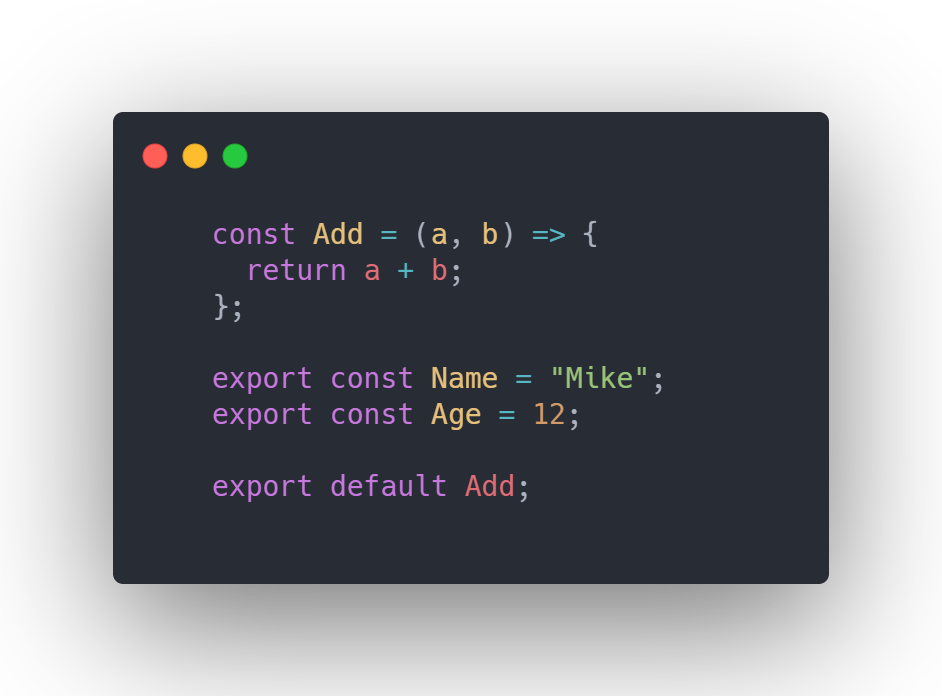 const Add = (a, b) => {
  return a + b;
};

export const Name = "Mike";
export const Age = 12;

export default Add;